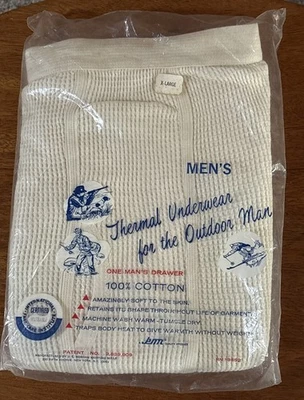 X-LARGE
MEN'S
Thermal Underwear
for the Outdoor Man
ONE MAN'S DRAWER
100% COTTON
▲ AMAZINGLY SOFT TO THE SKIN.
▲ RETAINS ITS SHAPE THROUGHOUT LIFE OF GARMENT.
▲ MACHINE WASH WARM - TUMBLE DRY
▲ TRAPS BODY HEAT TO GIVE WARMTH WITHOUT WEIGHT
PATENT NO.